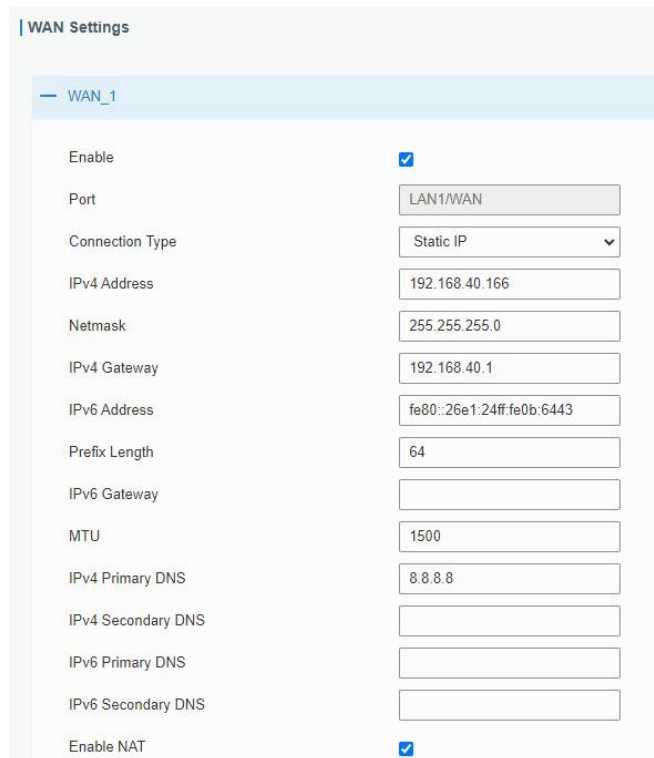 WAN Settings
WAN_1
Enable
Port LAN1/WAN
Connection Type Static IP
IPv4 Address 192.168.40.166
Netmask 255.255.255.0
IPv4 Gateway 192.168.40.1
IPv6 Address fe80::26e1:24ff:fe0b:6443
Prefix Length 64
IPv6 Gateway
MTU 1500
IPv4 Primary DNS 8.8.8.8
IPv4 Secondary DNS
IPv6 Primary DNS
IPv6 Secondary DNS
Enable NAT